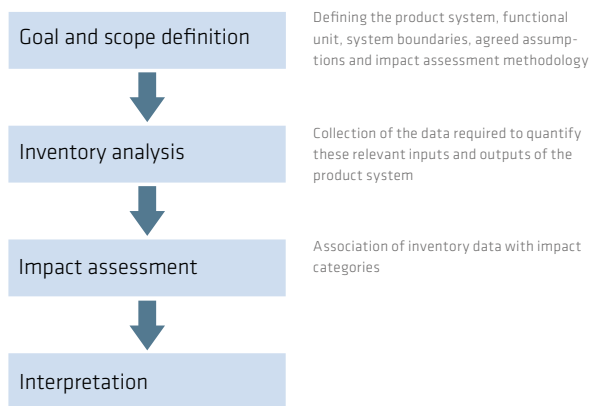 Goal and scope definition
Defining the product system, functional
unit, system boundaries, agreed assump-
tions and impact assessment methodology
Inventory analysis
Collection of the data required to quantify
these relevant inputs and outputs of the
product system
Impact assessment
Association of inventory data with impact
categories
Interpretation